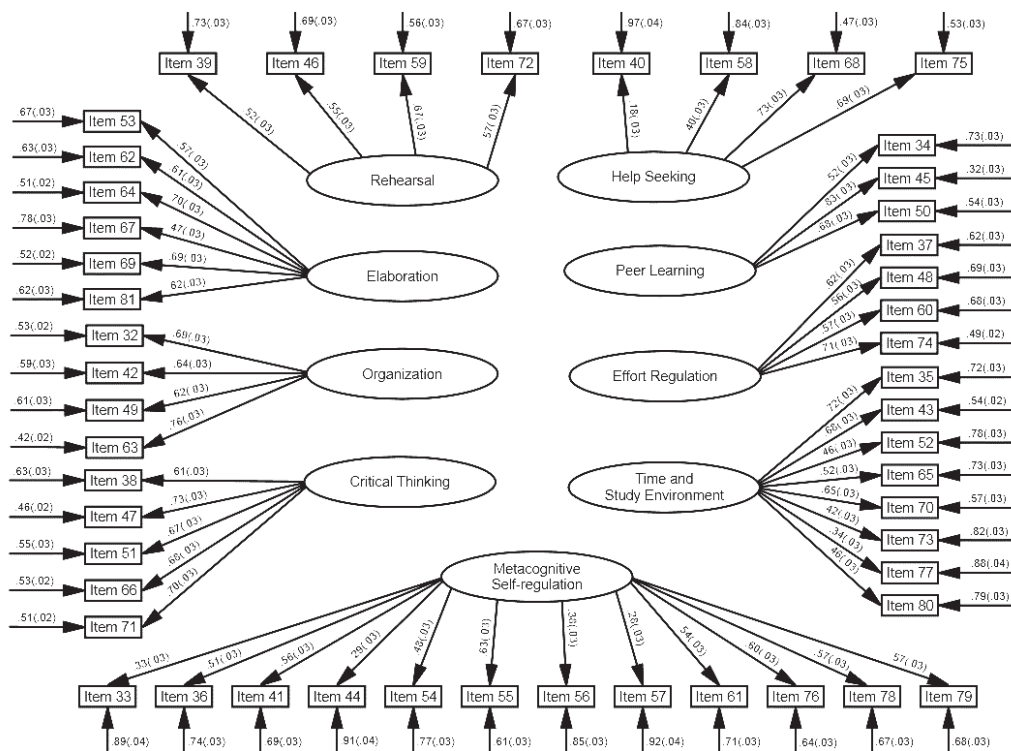 .73(.03) .69(.03) .56(.03) .67(.03) .97(.04) .84(.03) .47(.03) .53(.03)
Item 39 Item 46 Item 59 Item 72 Item 40 Item 58 Item 68 Item 75
.52(.03) .55(.03) .67(.03) .57(.03) .18(.03) .40(.03) .73(.03) .69(.03)
Rehearsal
Help Seeking
67(.03) Item 53 .57(.03)
63(.03) Item 62 .61(.03)
.51(.02) Item 64 .70(.03)
.78(.03) Item 67 .47(.03)
.52(.02) Item 69 .69(.03)
.62(.03) Item 81 .62(.03)
Elaboration
.52(.03) Item 34 .73(.03)
.83(.03) Item 45 .32(.03)
.68(.03) Item 50 .54(.03)
Peer Learning
.53(.02) Item 32
.59(.03) Item 42 .64(.03)
.61(.03) Item 49 .62(.03)
.42(.02) Item 63 .76(.03)
Organization
.62(.03) Item 37 .62(.03)
.56(.03) Item 48 .69(.03)
.57(.03) Item 60 .68(.03)
.71(.03) Item 74 .49(.02)
Effort Regulation
.63(.03) Item 38 .61(.03)
.46(.02) Item 47 .73(.03)
.55(.03) Item 51 .67(.03)
.53(.02) Item 66 .68(.03)
.51(.02) Item 71 .70(.03)
Critical Thinking
.72(.03) Item 35 .72(.03)
.68(.03) Item 43 .54(.02)
.46(.03) Item 52 .78(.03)
.52(.03) Item 65 .73(.03)
.65(.03) Item 70 .57(.03)
.42(.03) Item 73 .82(.03)
.34(.03) Item 77 .88(.04)
.46(.03) Item 80 .79(.03)
Time and
Study Environment
Metacognitive
Self-regulation
.33(.03) .51(.03) .56(.03) .29(.03) .48(.03) .63(.03) .38(.03) .28(.03) .54(.03) .60(.03) .57(.03) .57(.03)
Item 33 Item 36 Item 41 Item 44 Item 54 Item 55 Item 56 Item 57 Item 61 Item 76 Item 78 Item 79
.89(.04) .74(.03) .69(.03) .91(.04) .77(.03) .61(.03) .85(.03) .92(.04) .71(.03) .64(.03) .67(.03) .68(.03)